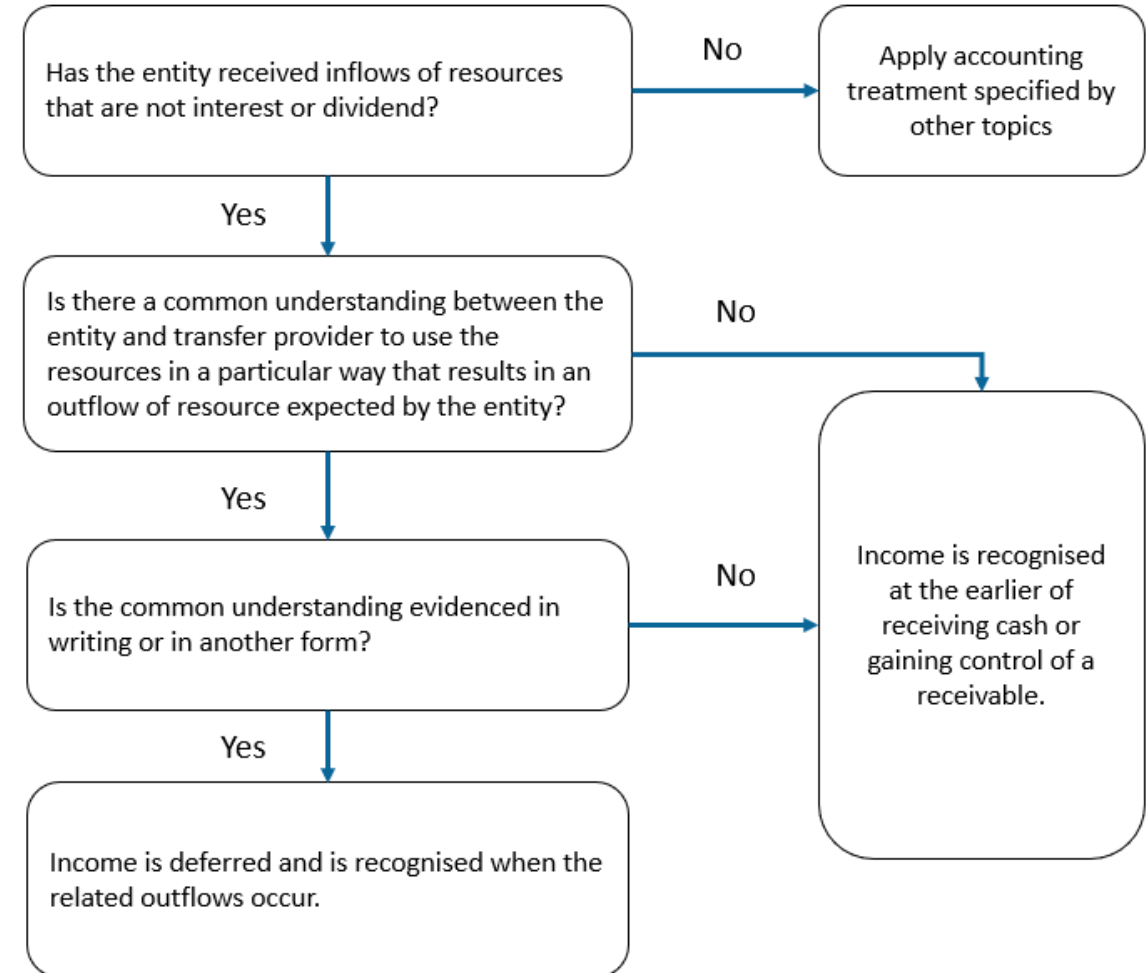 Has the entity received inflows of resources
that are not interest or dividend?
No
Apply accounting
treatment specified by
other topics
Yes
Is there a common understanding between the
entity and transfer provider to use the
resources in a particular way that results in an
outflow of resource expected by the entity?
No
Yes
Is the common understanding evidenced in
writing or in another form?
No
Income is recognised
at the earlier of
receiving cash or
gaining control of a
receivable.
Yes
Income is deferred and is recognised when the
related outflows occur.